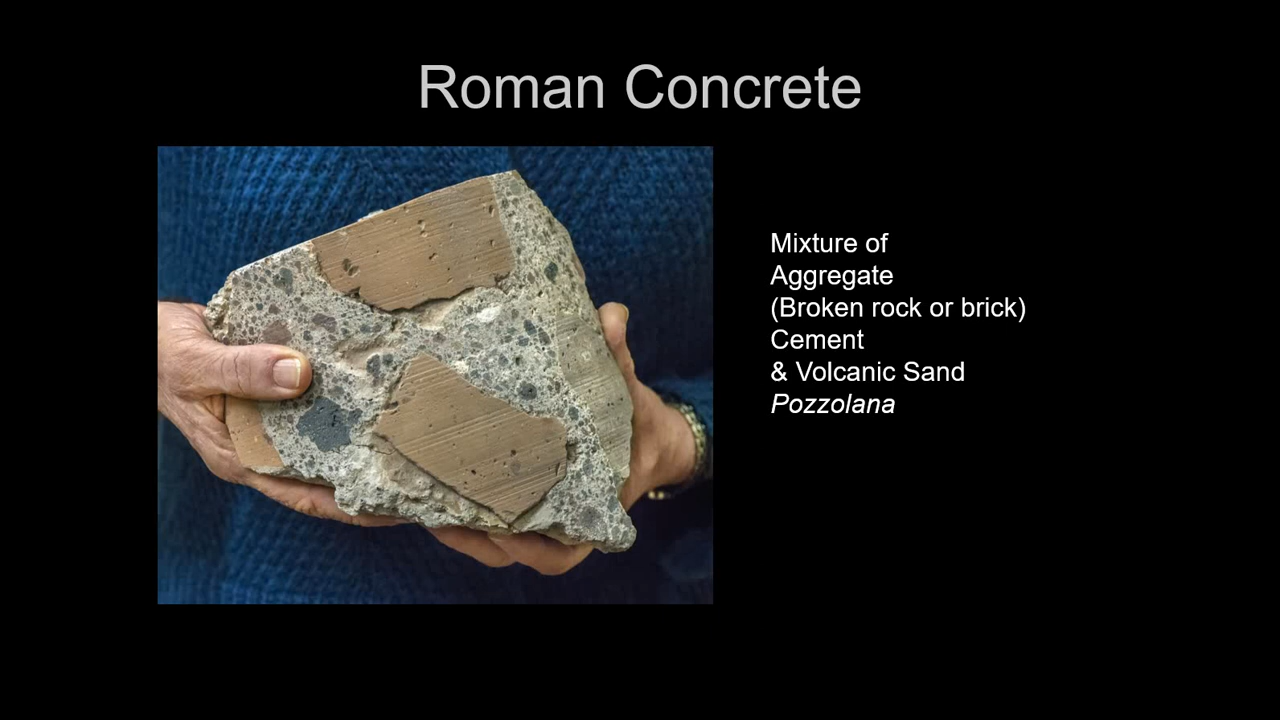 Roman Concrete
Mixture of
Aggregate
(Broken rock or brick)
Cement
& Volcanic Sand
Pozzolana